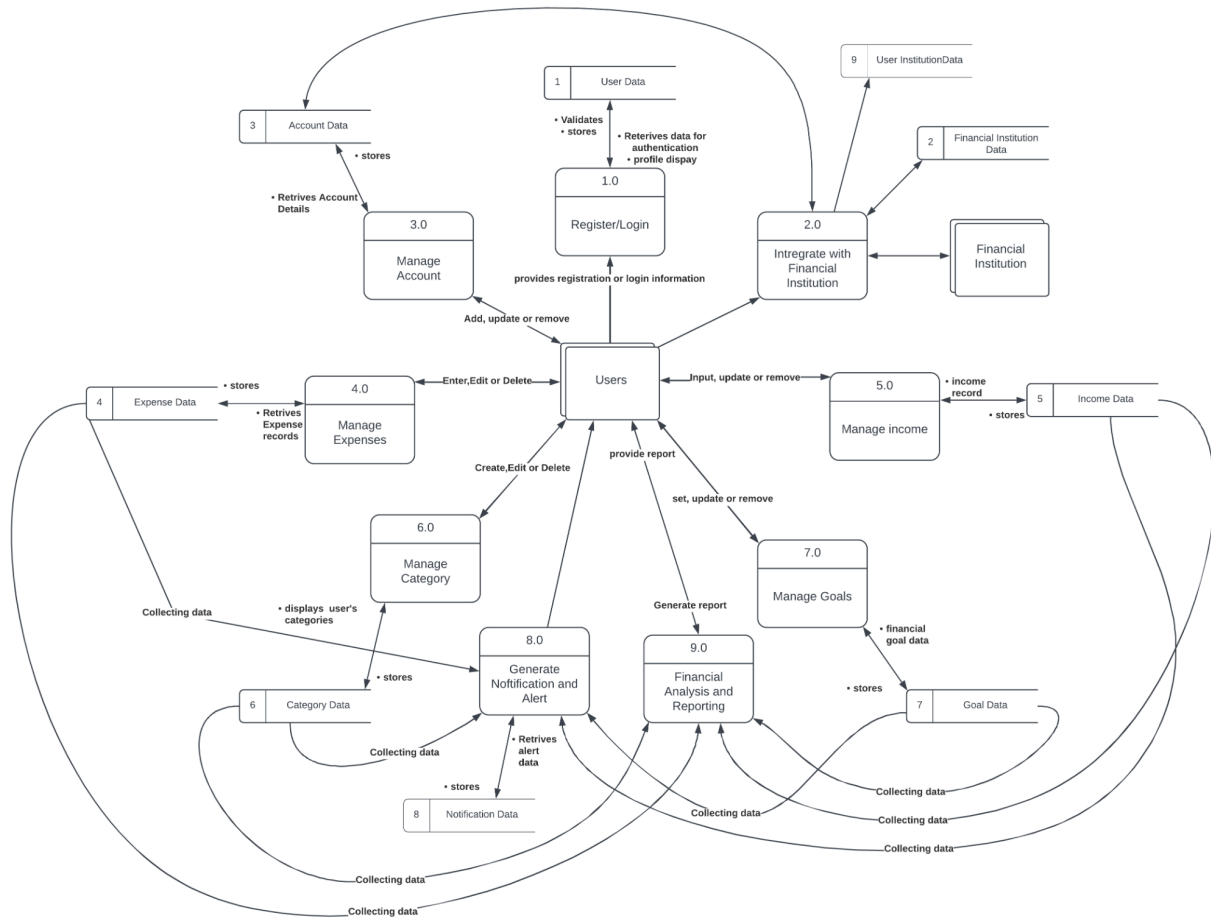 9
User InstitutionData
1
User Data
3
Account Data
• Validates
• stores
• Reterives data for
authentication
• profile dispay
2
Financial Institution
Data
• stores
• Retrives Account
Details
1.0
Register/Login
3.0
Manage
Account
2.0
Intregrate with
Financial
Institution
Financial
Institution
provides registration or login information
Add, update or remove
Users
4
Expense Data
• stores
• Retrives
Expense
records
4.0
Manage
Expenses
Enter,Edit or Delete
Input, update or remove
5.0
Manage income
• income
record
• stores
5
Income Data
Create,Edit or Delete
provide report
set, update or remove
6.0
Manage
Category
7.0
Manage Goals
Collecting data
• displays user's
categories
Generate report
• financial
goal data
8.0
Generate
Noftification and
Alert
9.0
Financial
Analysis and
Reporting
• stores
• stores
6
Category Data
7
Goal Data
Collecting data
• Retrives
alert
data
• stores
8
Notification Data
Collecting data
Collecting data
Collecting data
Collecting data
Collecting data
Collecting data